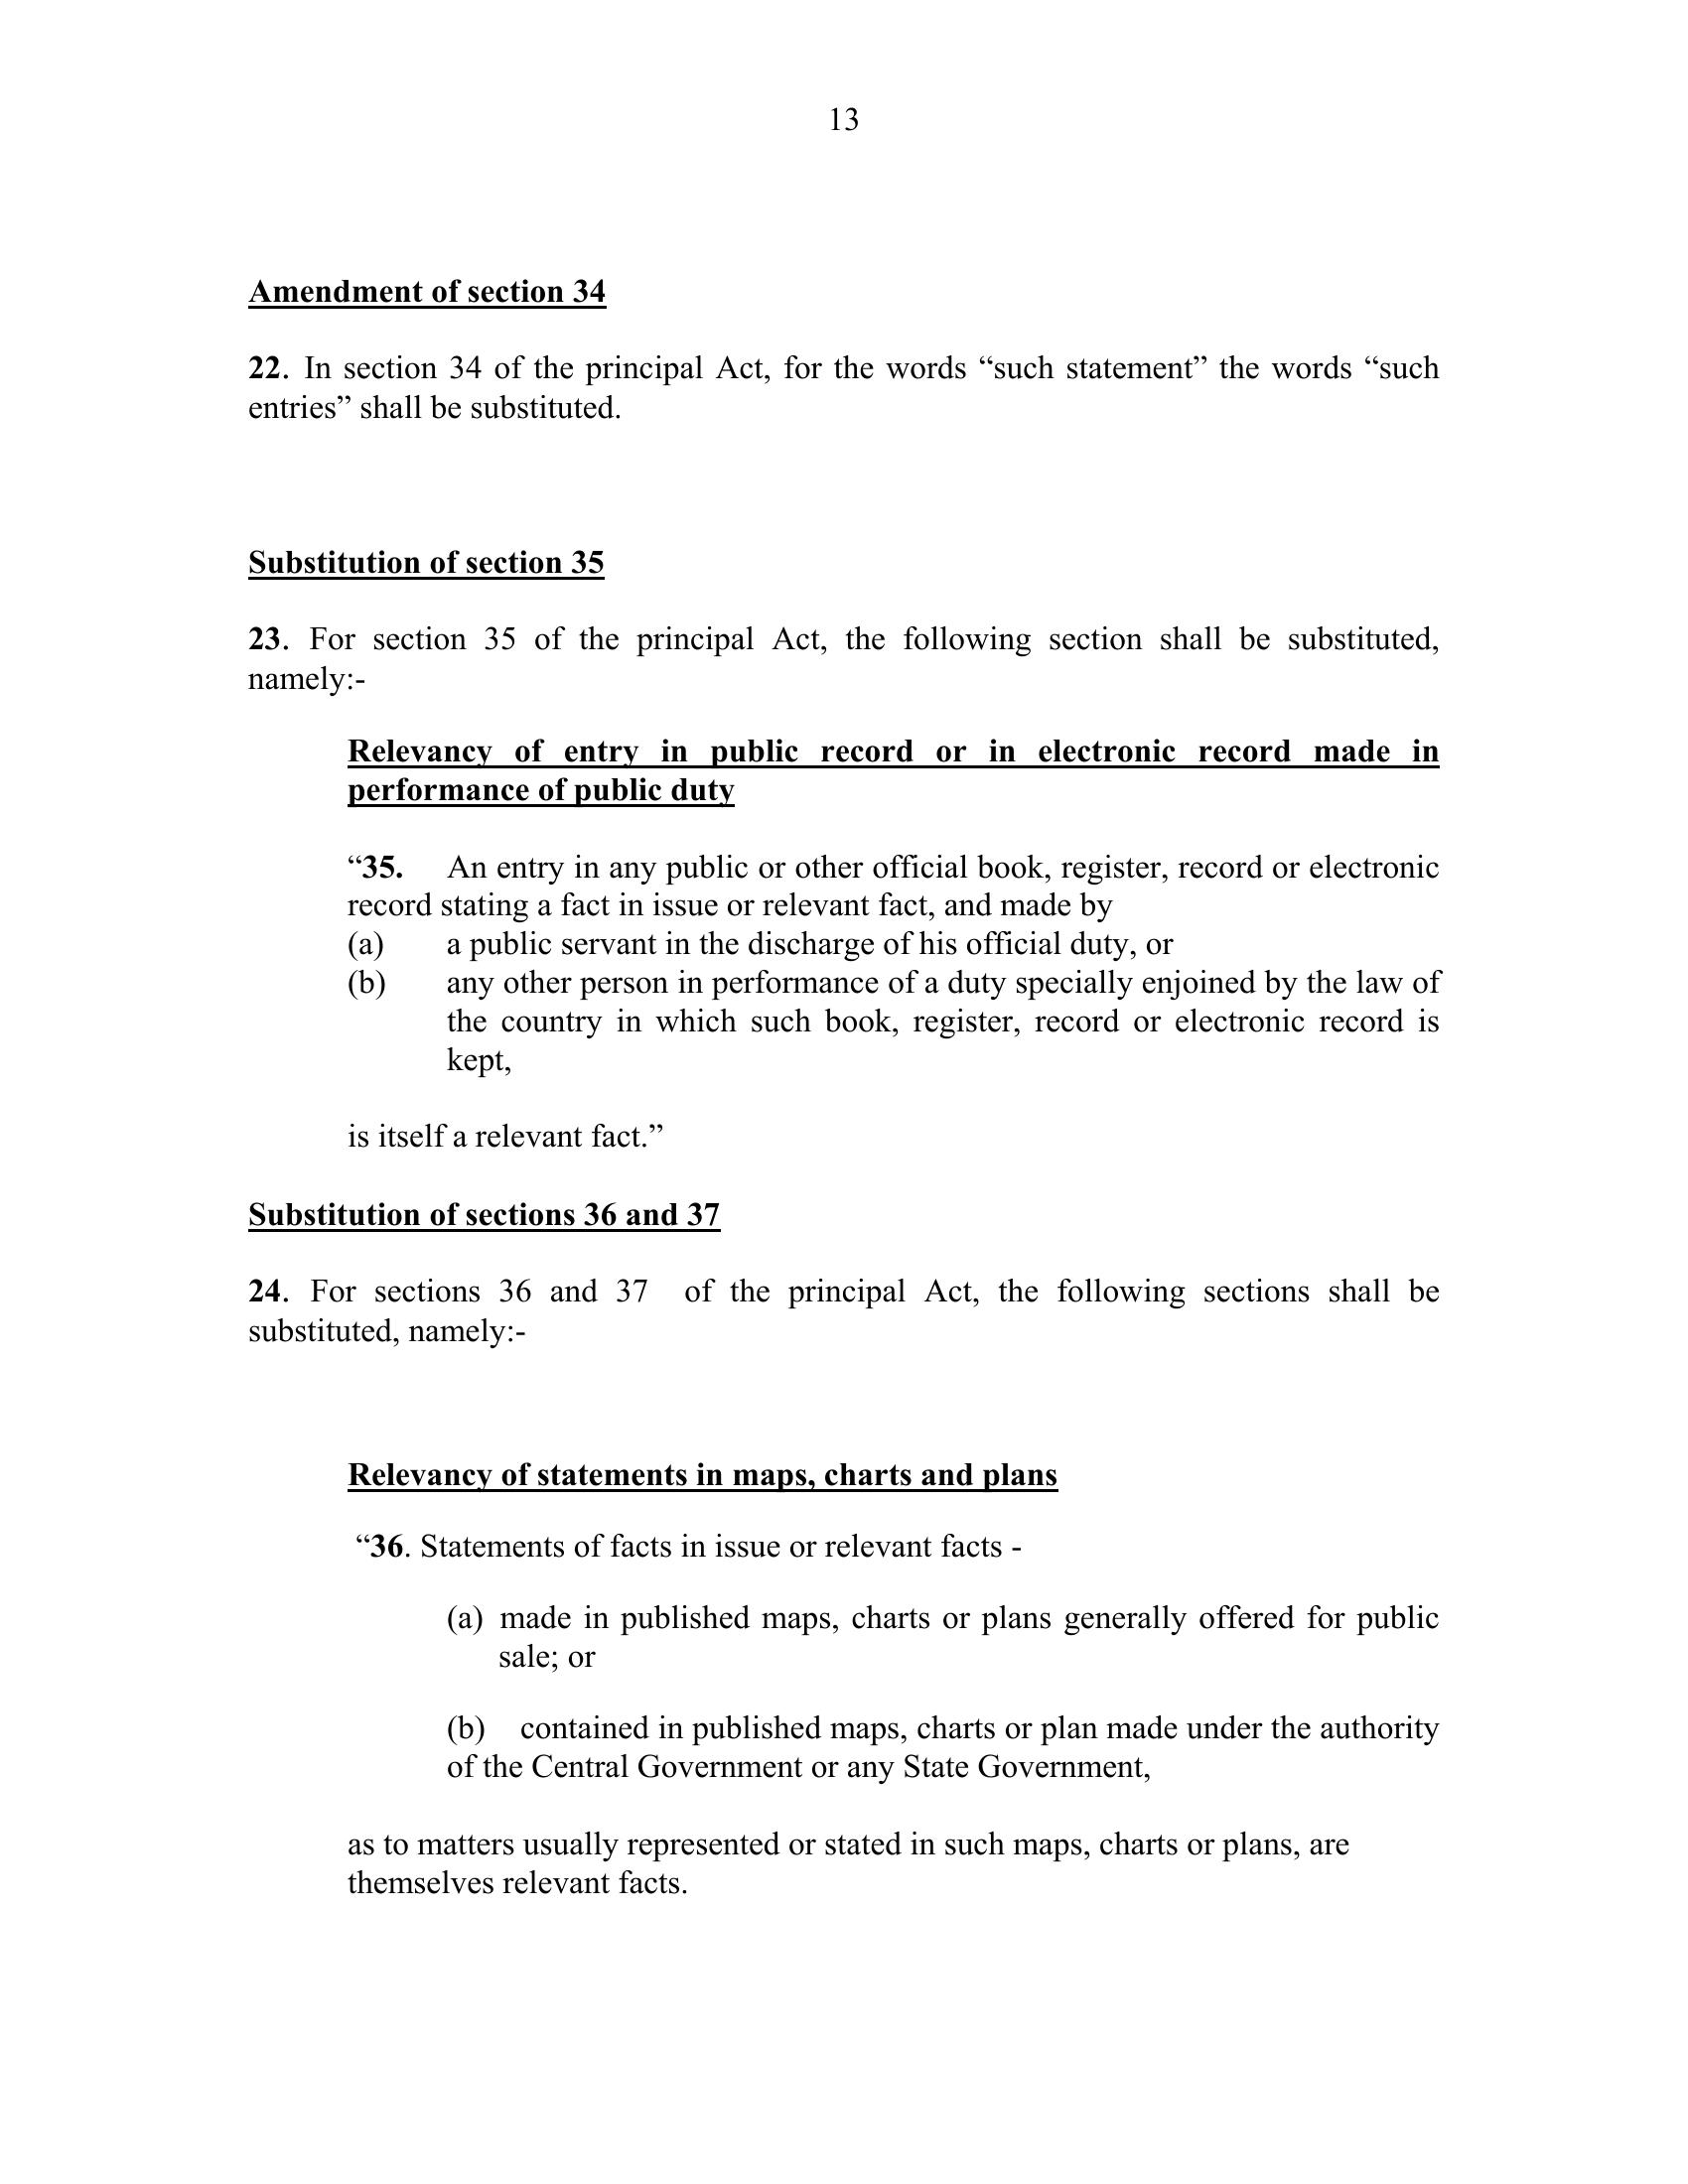 13
Amendment of section 34
22. In section 34 of the principal Act, for the words “such statement” the words “such
entries” shall be substituted.
Substitution of section 35
23. For section 35 of the principal Act, the following section shall be substituted,
namely:-
Relevancy of entry in public record or in electronic record made in
performance of public duty
“35. An entry in any public or other official book, register, record or electronic
record stating a fact in issue or relevant fact, and made by
(a) a public servant in the discharge of his official duty, or
(b) any other person in performance of a duty specially enjoined by the law of
the country in which such book, register, record or electronic record is
kept,
is itself a relevant fact.”
Substitution of sections 36 and 37
24. For sections 36 and 37 of the principal Act, the following sections shall be
substituted, namely:-
Relevancy of statements in maps, charts and plans
“36. Statements of facts in issue or relevant facts -
(a) made in published maps, charts or plans generally offered for public
sale; or
(b) contained in published maps, charts or plan made under the authority
of the Central Government or any State Government,
as to matters usually represented or stated in such maps, charts or plans, are
themselves relevant facts.